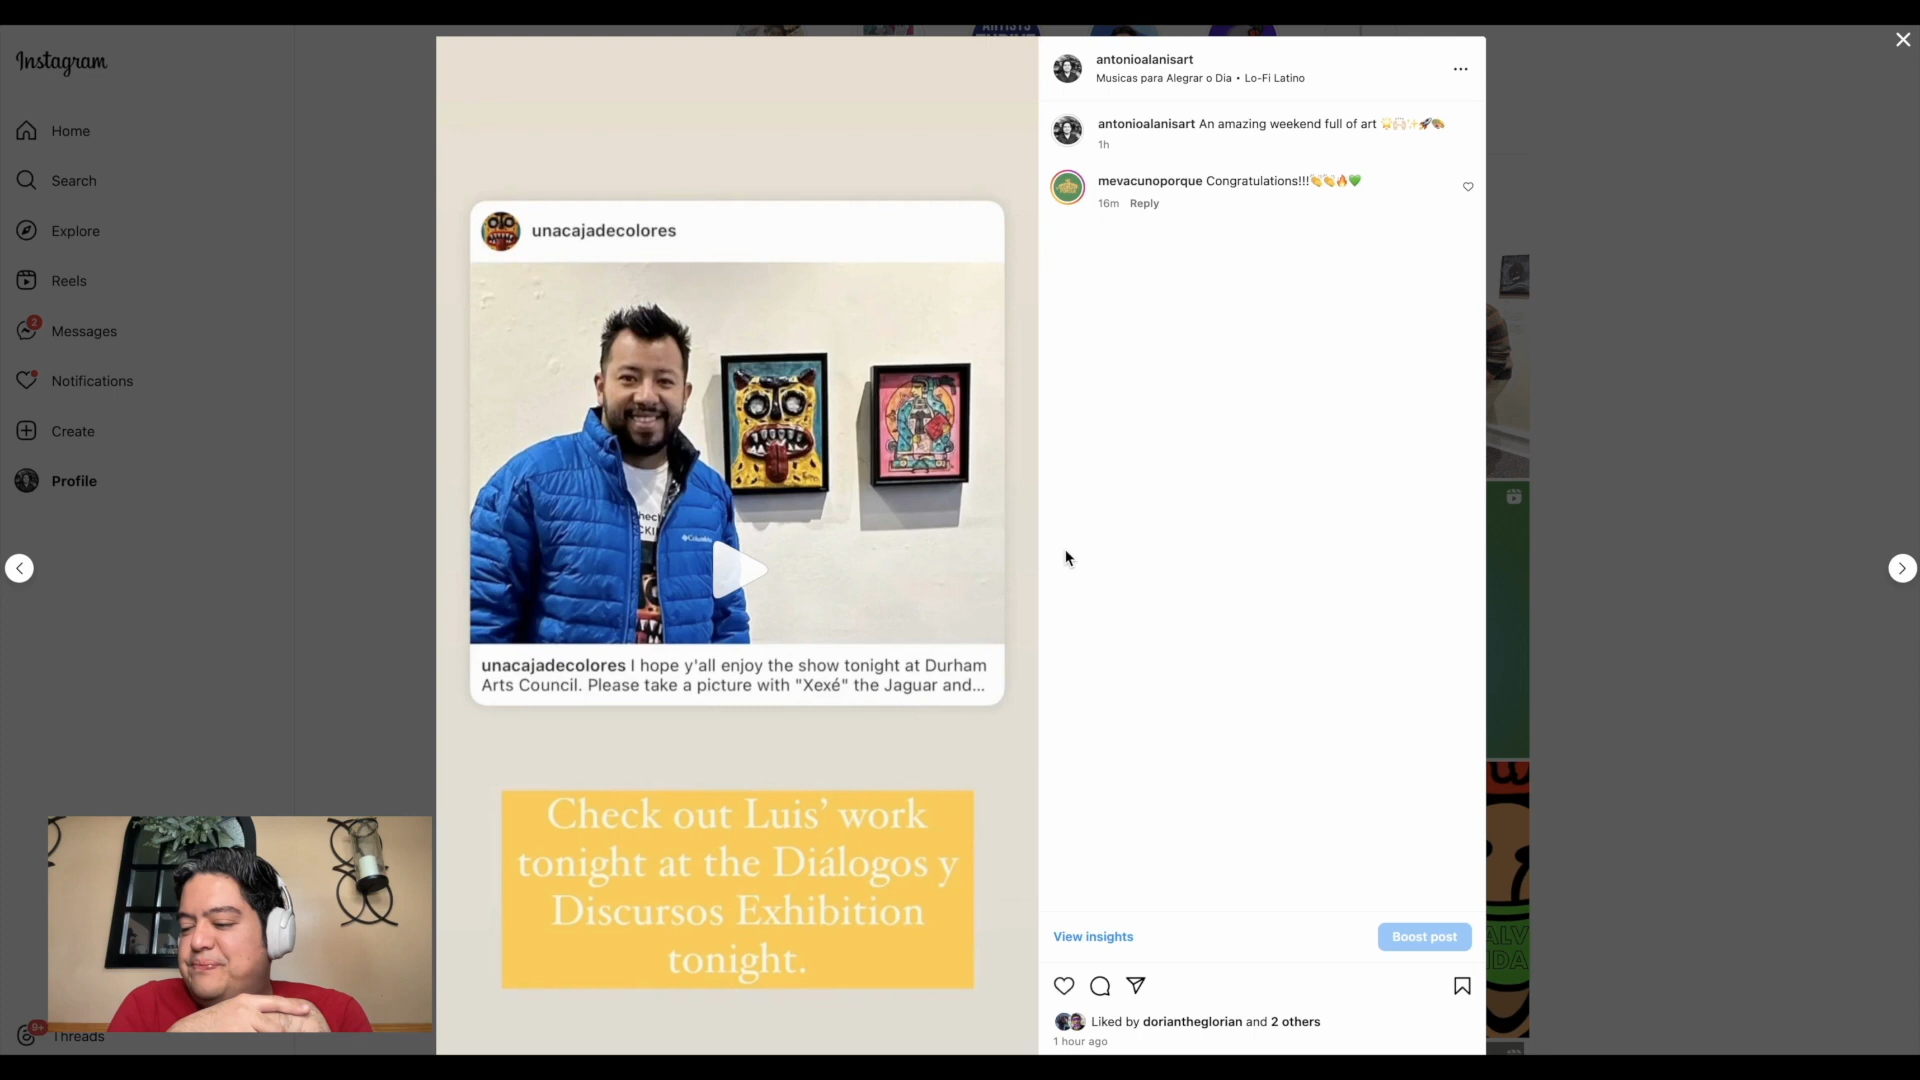 Instagram
Home
Search
Explore
Reels
2
Messages
Notifications
Create
Profile
9+
Threads
unacajadecolores
Columbia
unacajadecolores I hope y'all enjoy the show tonight at Durham
Arts Council. Please take a picture with "Xexé" the Jaguar and...
Check out Luis’ work
tonight at the Diálogos y
Discursos Exhibition
tonight.
antonioalanisart
Musicas para Alegrar o Dia • Lo-Fi Latino
antonioalanisart An amazing weekend full of art 🌟🙌🏻✨🚀🎨
1h
mevacunoporque Congratulations!!!👏👏🔥💚
16m Reply
View insights
Boost post
Liked by doriantheglorian and 2 others
1 hour ago